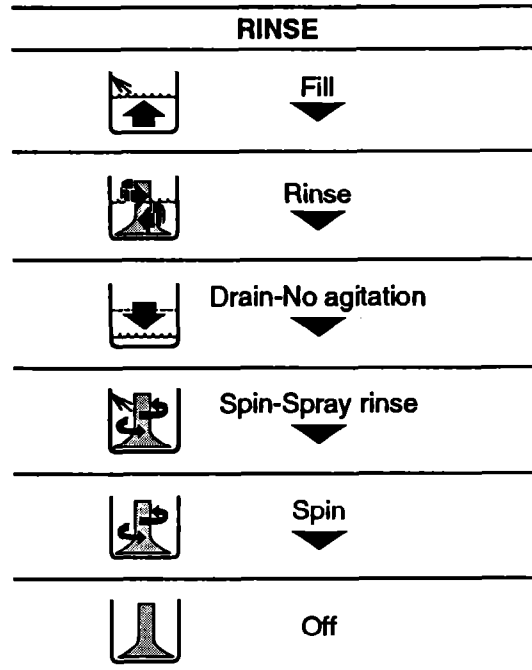 RINSE
Fill
Rinse
Drain-No agitation
Spin-Spray rinse
Spin
Off